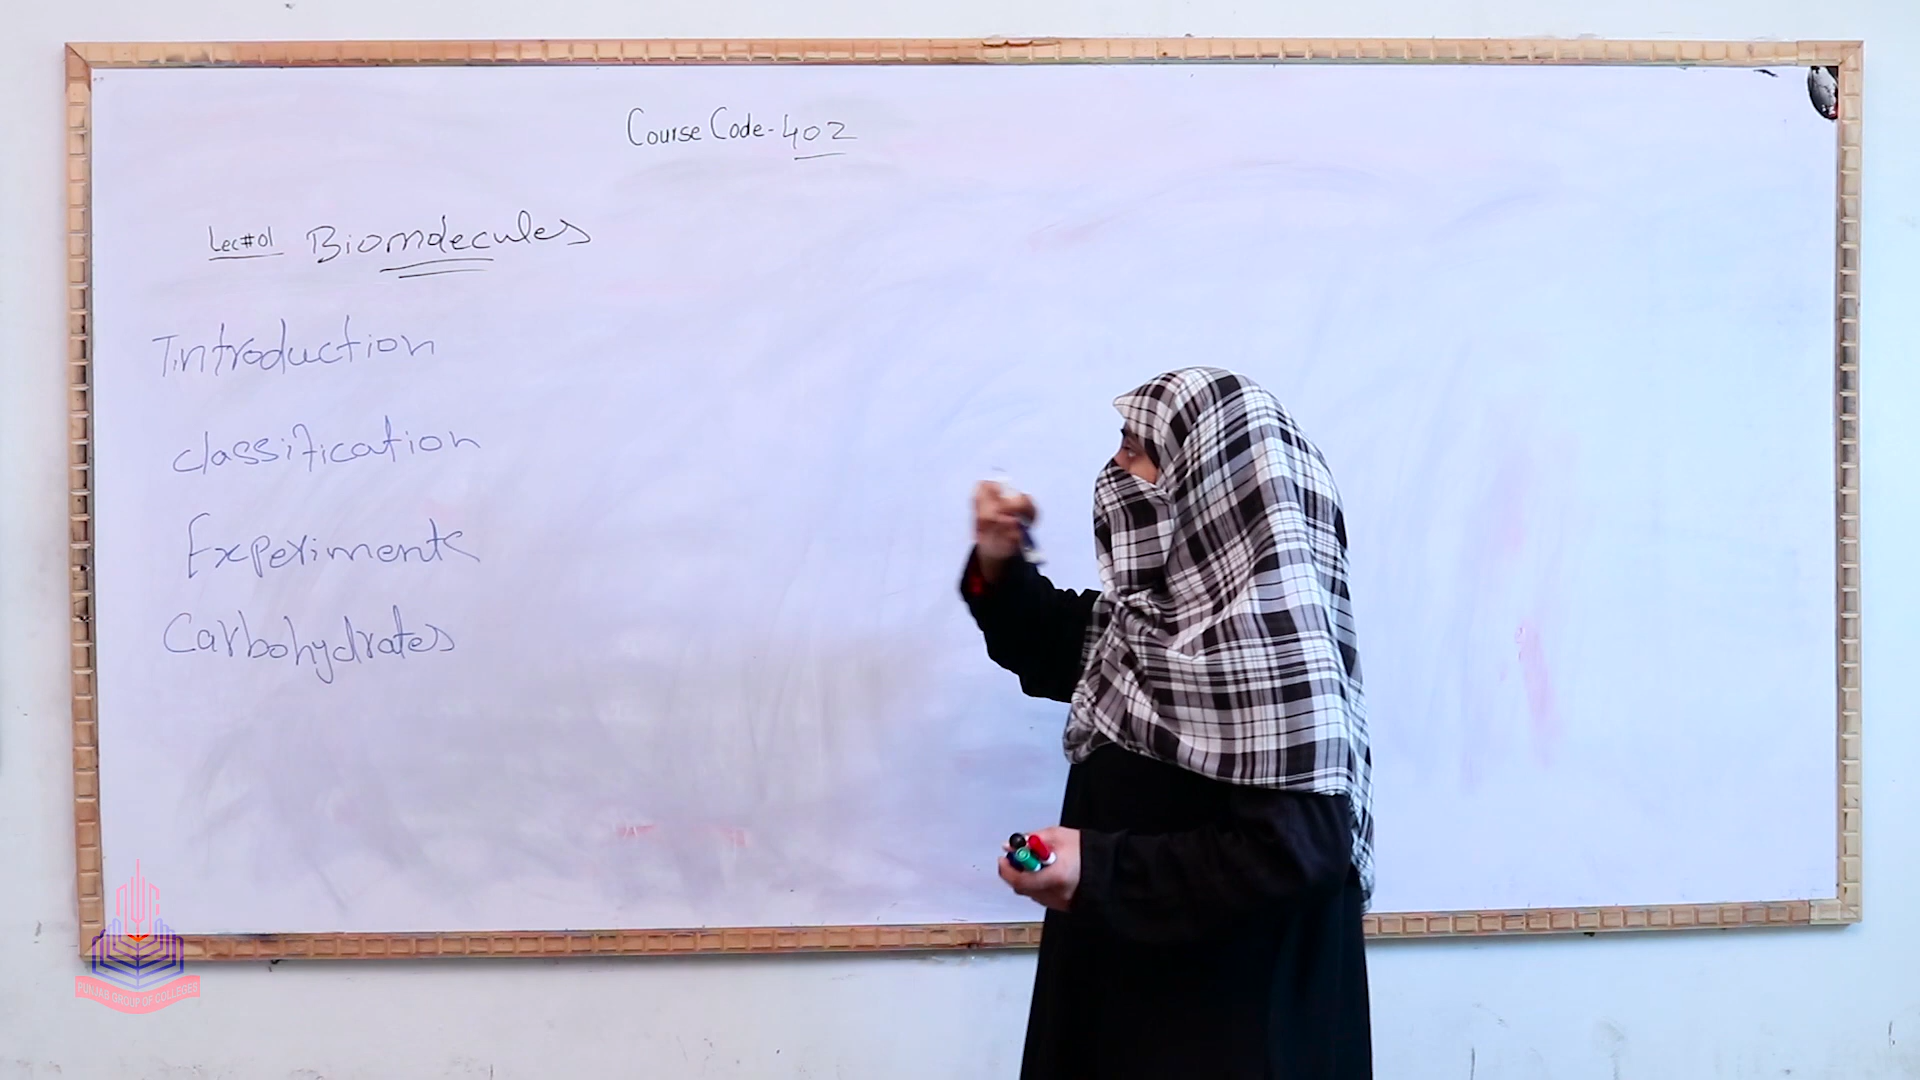 Course Code-402
Lec#01 Biomolecules
Introduction
classification
Experiments
Carbohydrates
PUNJAB GROUP OF COLLEGES